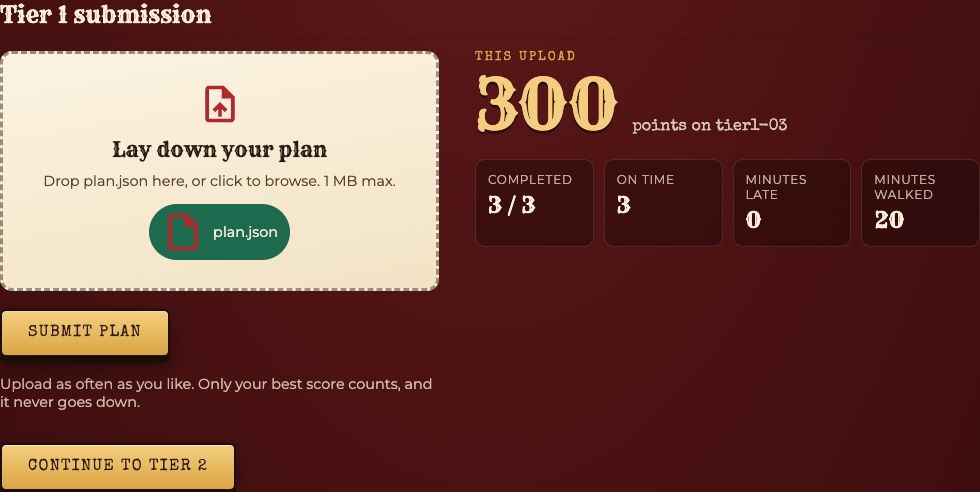 Tier 1 submission
Lay down your plan
Drop plan.json here, or click to browse. 1 MB max.
plan.json
SUBMIT PLAN
Upload as often as you like. Only your best score counts, and
it never goes down.
CONTINUE TO TIER 2
THIS UPLOAD
300 points on tier1-03
COMPLETED
3 / 3
ON TIME
3
MINUTES
LATE
0
MINUTES
WALKED
20